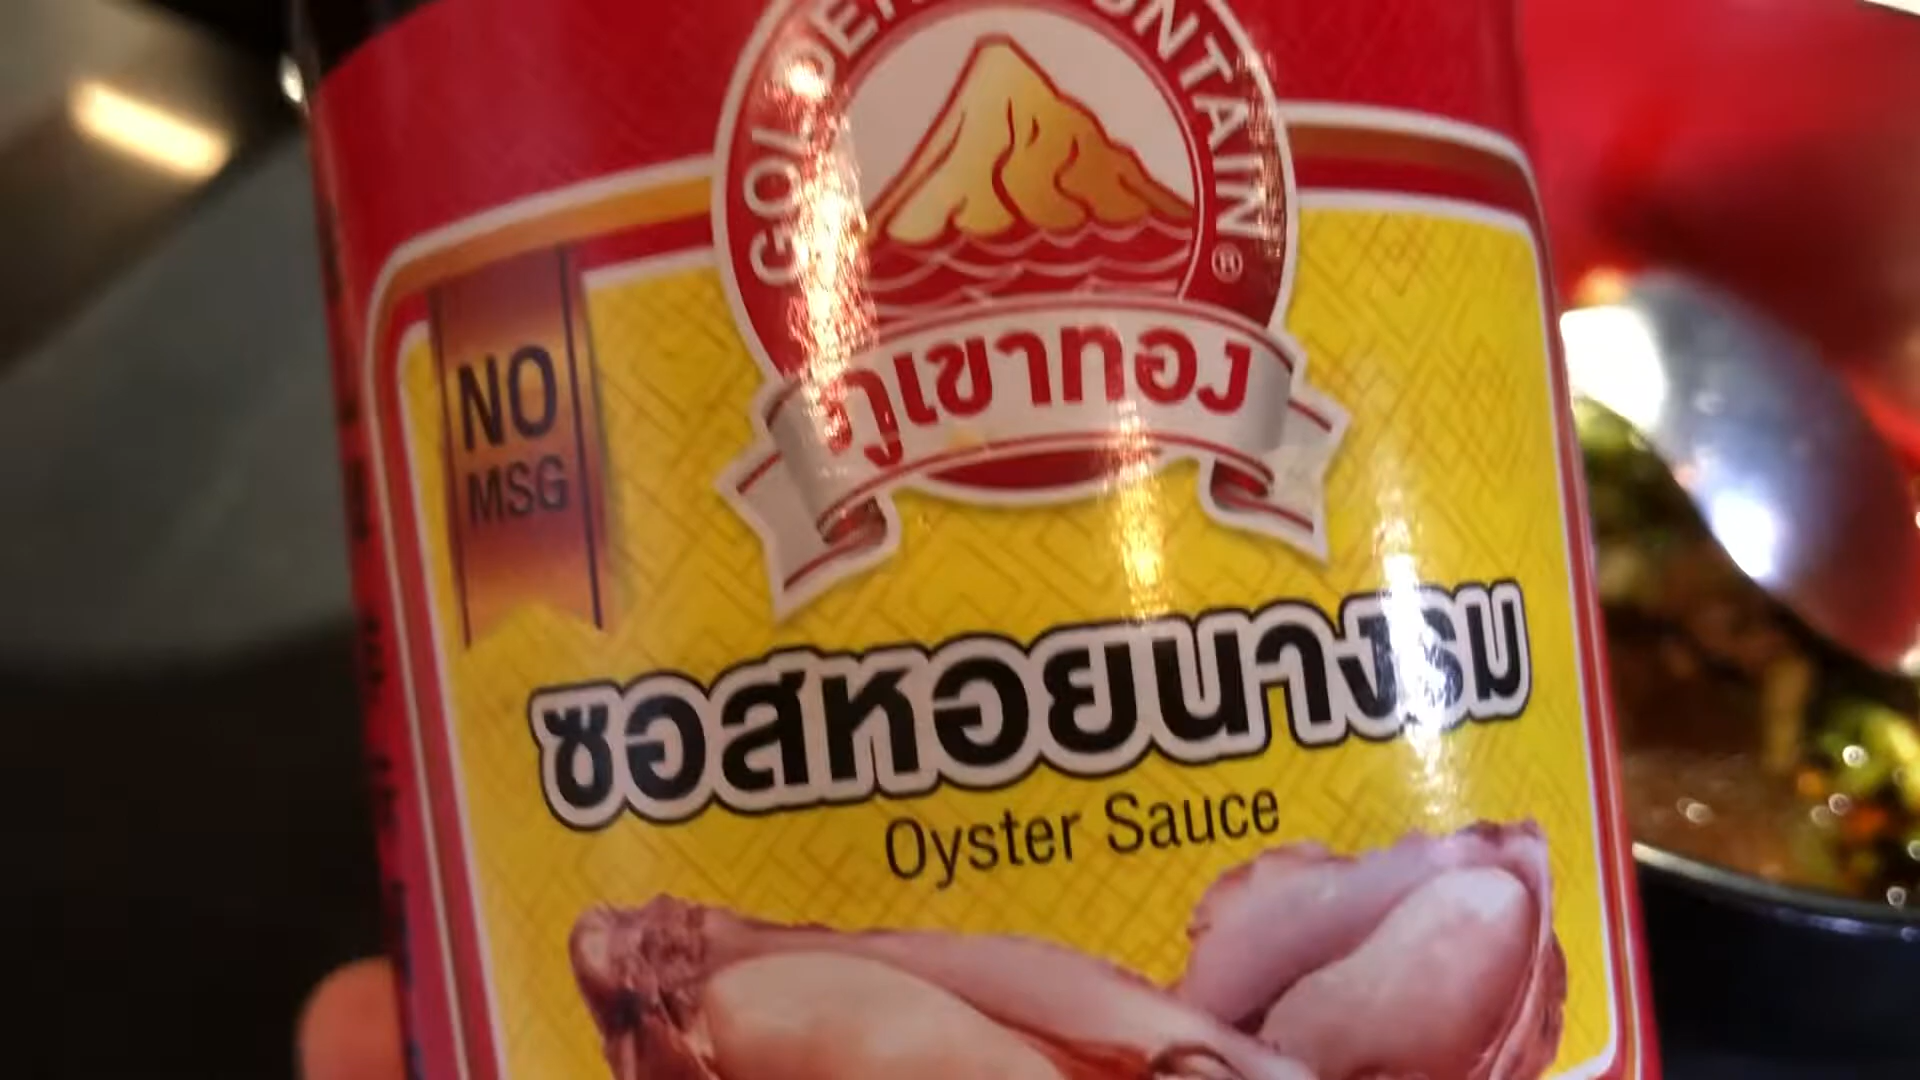 GOLDEN MOUNTAIN ®
ภูเขาทอง
NO
MSG
ซอสหอยนางรม
Oyster Sauce